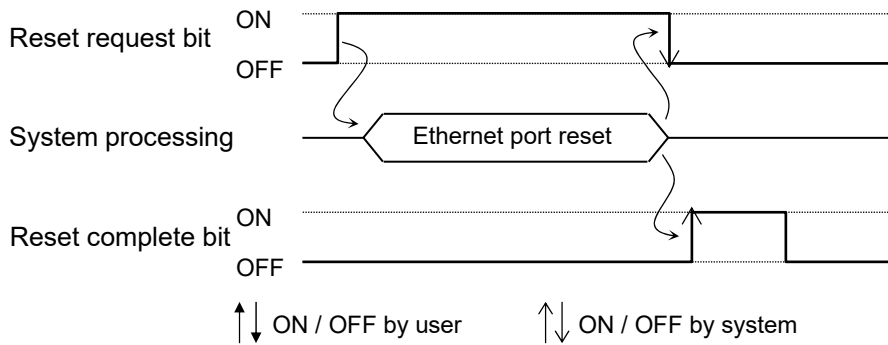 Reset request bit
ON
OFF
System processing
Ethernet port reset
Reset complete bit
ON
OFF
ON / OFF by user
ON / OFF by system